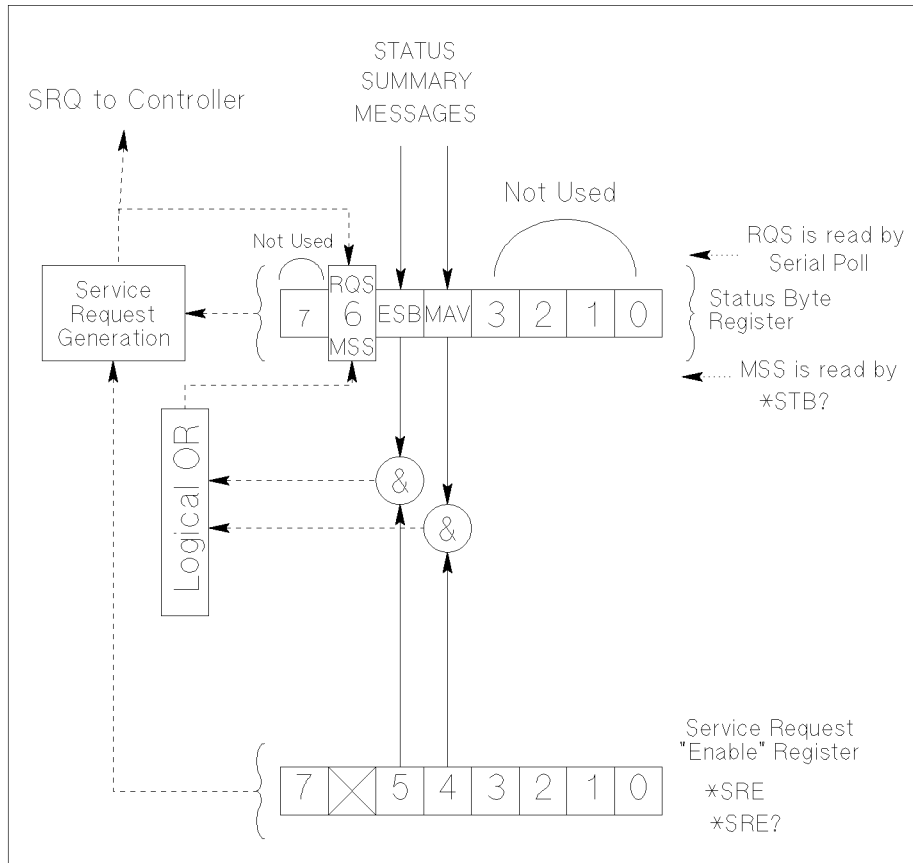 STATUS
SUMMARY
MESSAGES
SRQ to Controller
Not Used
Not Used
RQS is read by
Serial Poll
Service
Request
Generation
7
RQS
6
MSS
ESB
MAV
3
2
1
0
Status Byte
Register
MSS is read by
*STB?
&
&
Logical OR
Service Request
"Enable" Register
7
5
4
3
2
1
0
*SRE
*SRE?